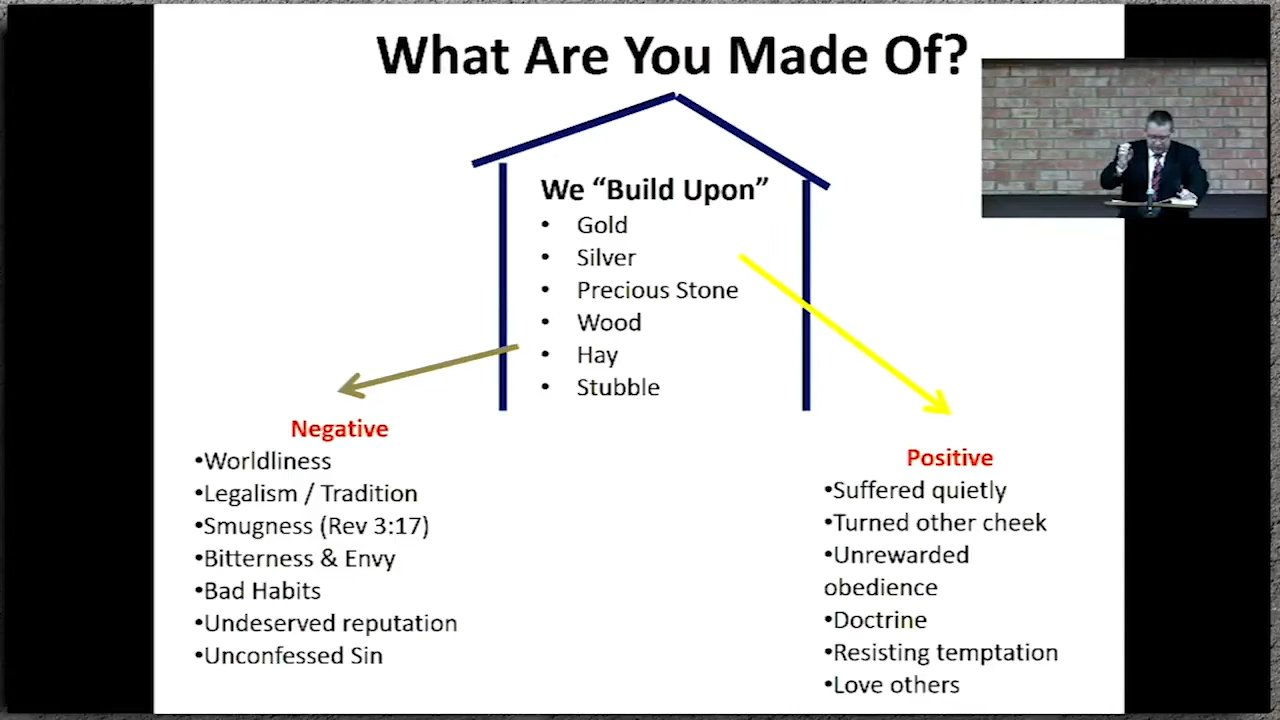 What Are You Made Of?
We “Build Upon”
• Gold
• Silver
• Precious Stone
• Wood
• Hay
• Stubble
Negative
•Worldliness
•Legalism / Tradition
•Smugness (Rev 3:17)
•Bitterness & Envy
•Bad Habits
•Undeserved reputation
•Unconfessed Sin
Positive
•Suffered quietly
•Turned other cheek
•Unrewarded
obedience
•Doctrine
•Resisting temptation
•Love others